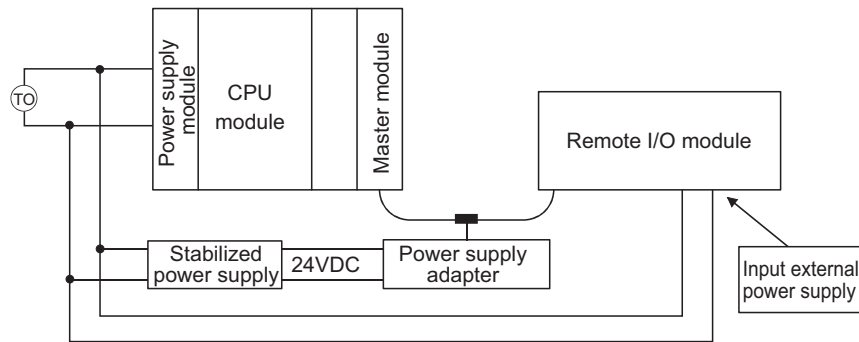 TO
Power supply
module
CPU
module
Master module
Remote I/O module
Stabilized
power supply
24VDC
Power supply
adapter
Input external
power supply